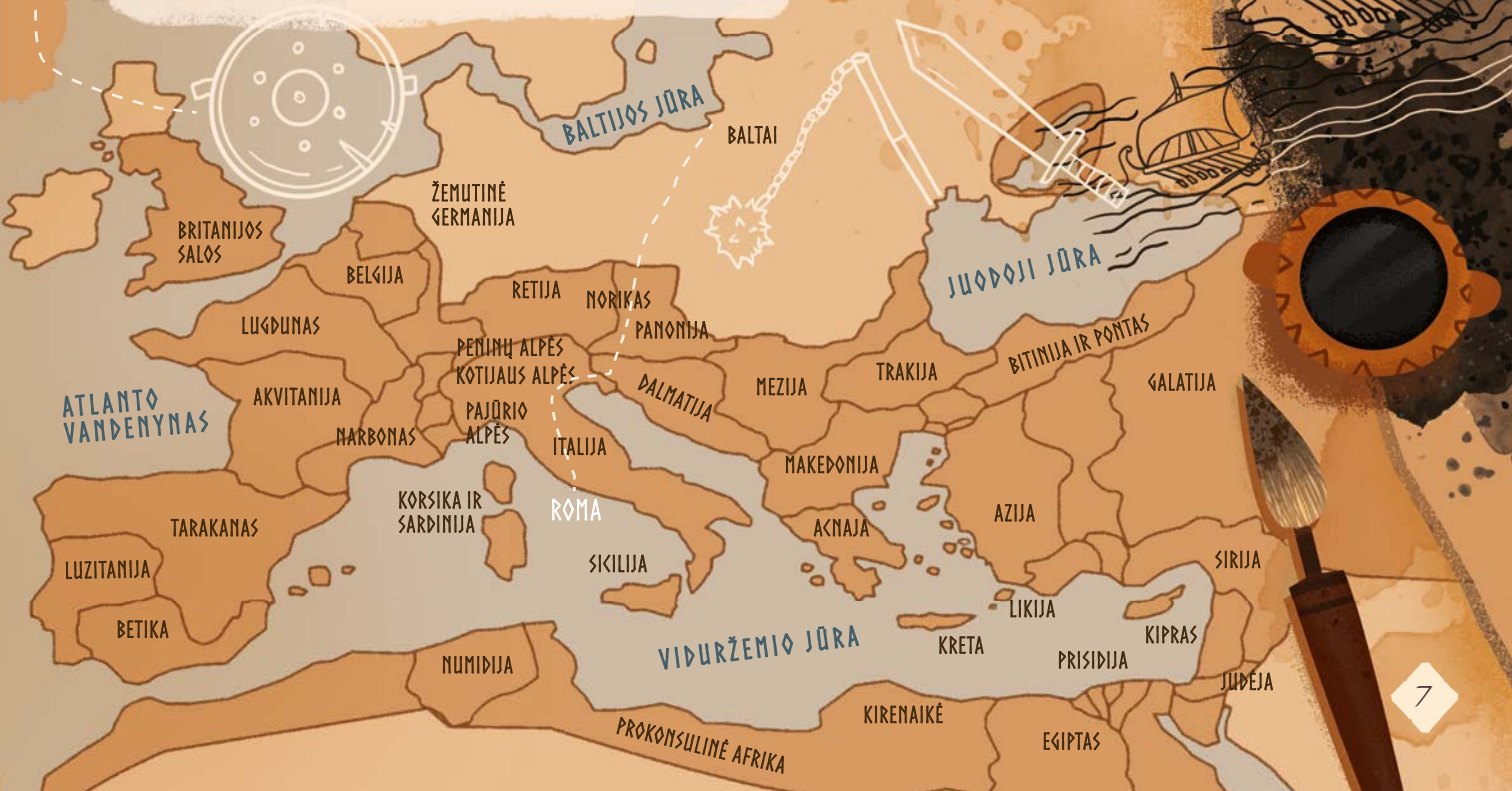 BALTIJOS JŪRA
BALTAI
ŽEMUTINĖ
GERMANIJA
BRITANIJOS
SALOS
BELGIJA
JUODOJI JŪRA
RETIJA
NORIKAS
LUGDUNAS
PANONIJA
BITINIJA IR PONTAS
PENINŲ ALPĖS
KOTIJAUS ALPĖS
TRAKIJA
GALATIJA
ATLANTO
VANDENYNAS
AKVITANIJA
DALMATIJA
MEZIJA
PAJŪRIO
ALPĖS
NARBONAS
ITALIJA
MAKEDONIJA
KORSIKA IR
SARDINIJA
ROMA
TARAKANAS
ACNAJA
AZIJA
SICILIJA
SIRIJA
LUZITANIJA
LIKIJA
BETIKA
KRETA
KIPRAS
VIDURŽEMIO JŪRA
PRISIDIJA
NUMIDIJA
JUDĖJA
7
KIRENAIKĖ
PROKONSULINĖ AFRIKA
EGIPTAS